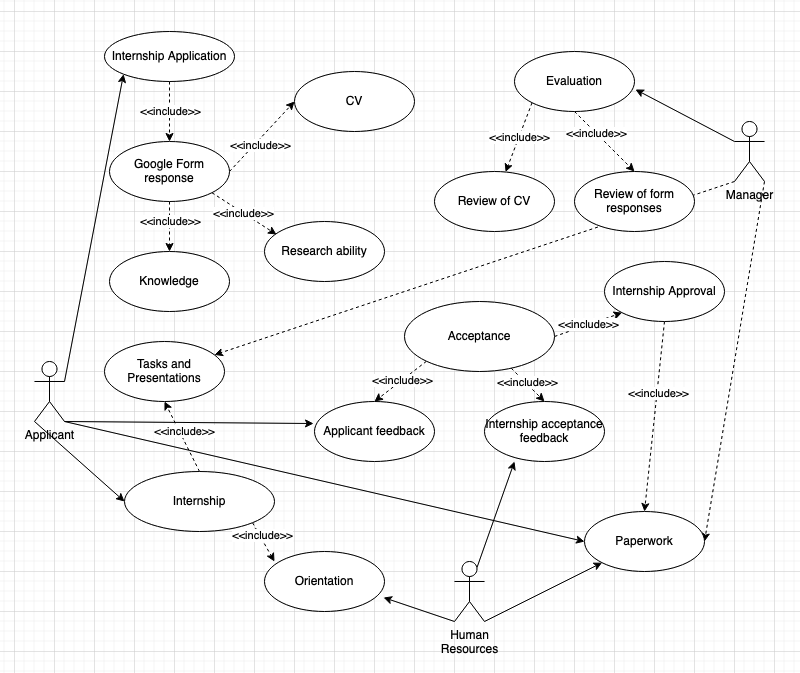 Internship Application
<<include>>
CV
Evaluation
<<include>>
<<include>>
<<include>>
Google Form
response
Review of CV
Review of form
responses
Manager
<<include>>
<<include>>
Research ability
Knowledge
Internship Approval
<<include>>
Acceptance
Tasks and
Presentations
<<include>>
<<include>>
<<include>>
Applicant
<<include>>
Applicant feedback
Internship acceptance
feedback
Internship
<<include>>
Paperwork
Orientation
Human
Resources